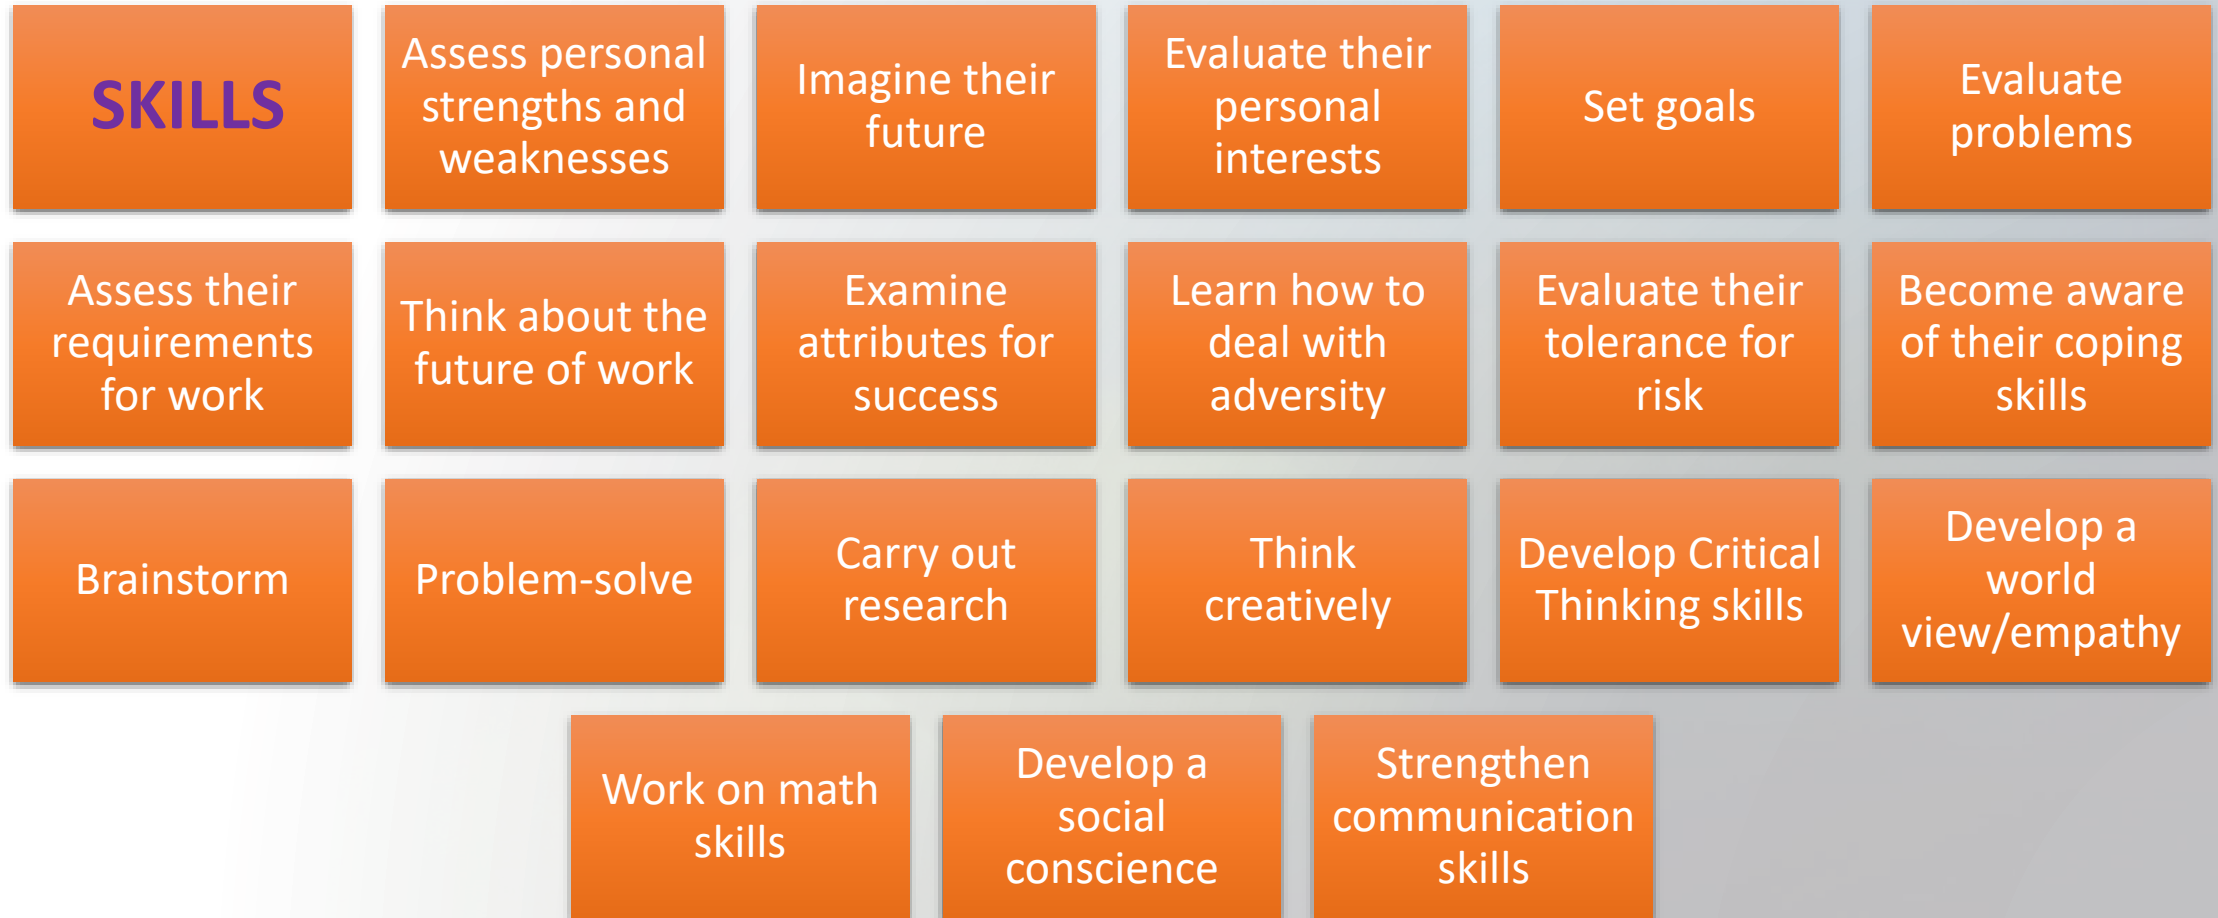 SKILLS
Assess personal
strengths and
weaknesses
Imagine their
future
Evaluate their
personal
interests
Set goals
Evaluate
problems
Assess their
requirements
for work
Think about the
future of work
Examine
attributes for
success
Learn how to
deal with
adversity
Evaluate their
tolerance for
risk
Become aware
of their coping
skills
Brainstorm
Problem-solve
Carry out
research
Think
creatively
Develop Critical
Thinking skills
Develop a
world
view/empathy
Work on math
skills
Develop a
social
conscience
Strengthen
communication
skills